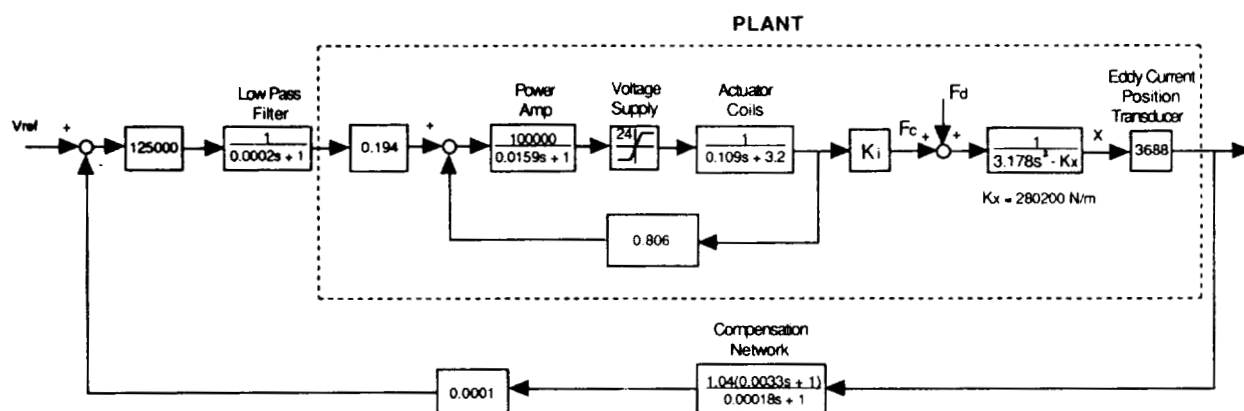 PLANT
Low Pass
Filter
Power
Amp
Voltage
Supply
Actuator
Coils
Eddy Current
Position
Transducer
Vref
+
-
125000
1
0.0002s + 1
0.194
+
100000
0.0159s + 1
24
1
0.109s + 3.2
Ki
Fc
+
Fd
+
1
3.178s² - Kx
X
3688
Kx = 280200 N/m
0.806
Compensation
Network
1.04(0.0033s + 1)
0.00018s + 1
0.0001